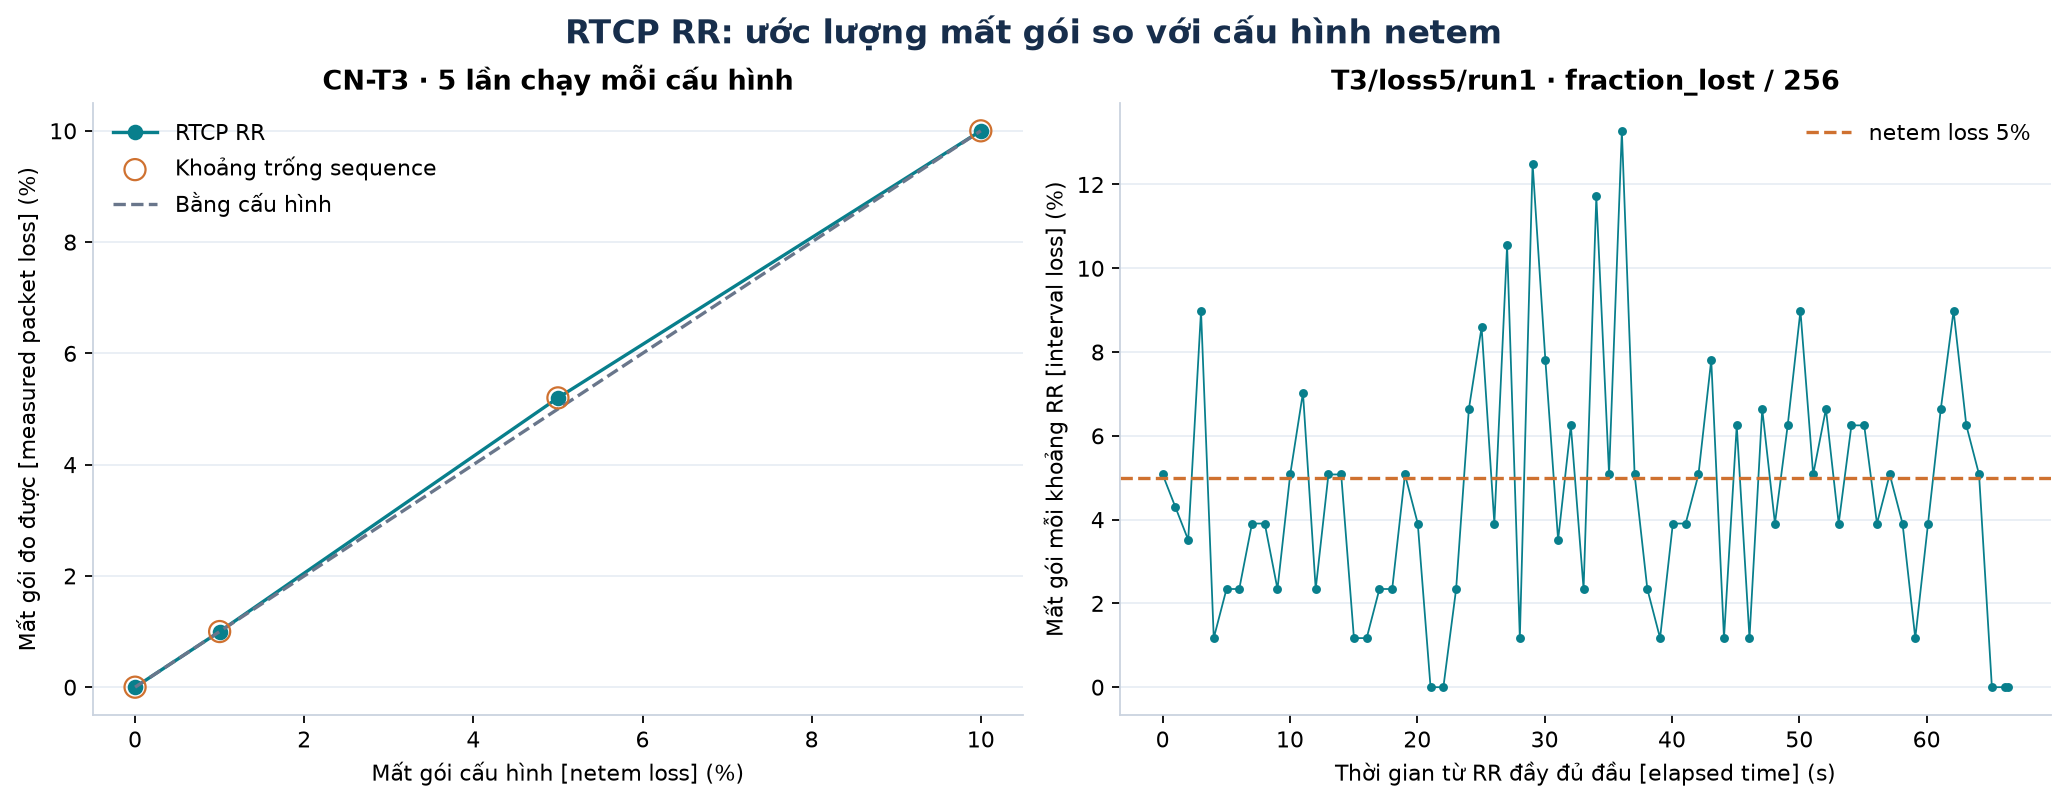 RTCP RR: ước lượng mất gói so với cấu hình netem
CN-T3 · 5 lần chạy mỗi cấu hình
RTCP RR
Khoảng trống sequence
Bằng cấu hình
Mất gói đo được [measured packet loss] (%)
10
8
6
4
2
0
0 2 4 6 8 10
Mất gói cấu hình [netem loss] (%)
T3/loss5/run1 · fraction_lost / 256
netem loss 5%
Mất gói mỗi khoảng RR [interval loss] (%)
12
10
8
6
4
2
0
0 10 20 30 40 50 60
Thời gian từ RR đầy đủ đầu [elapsed time] (s)